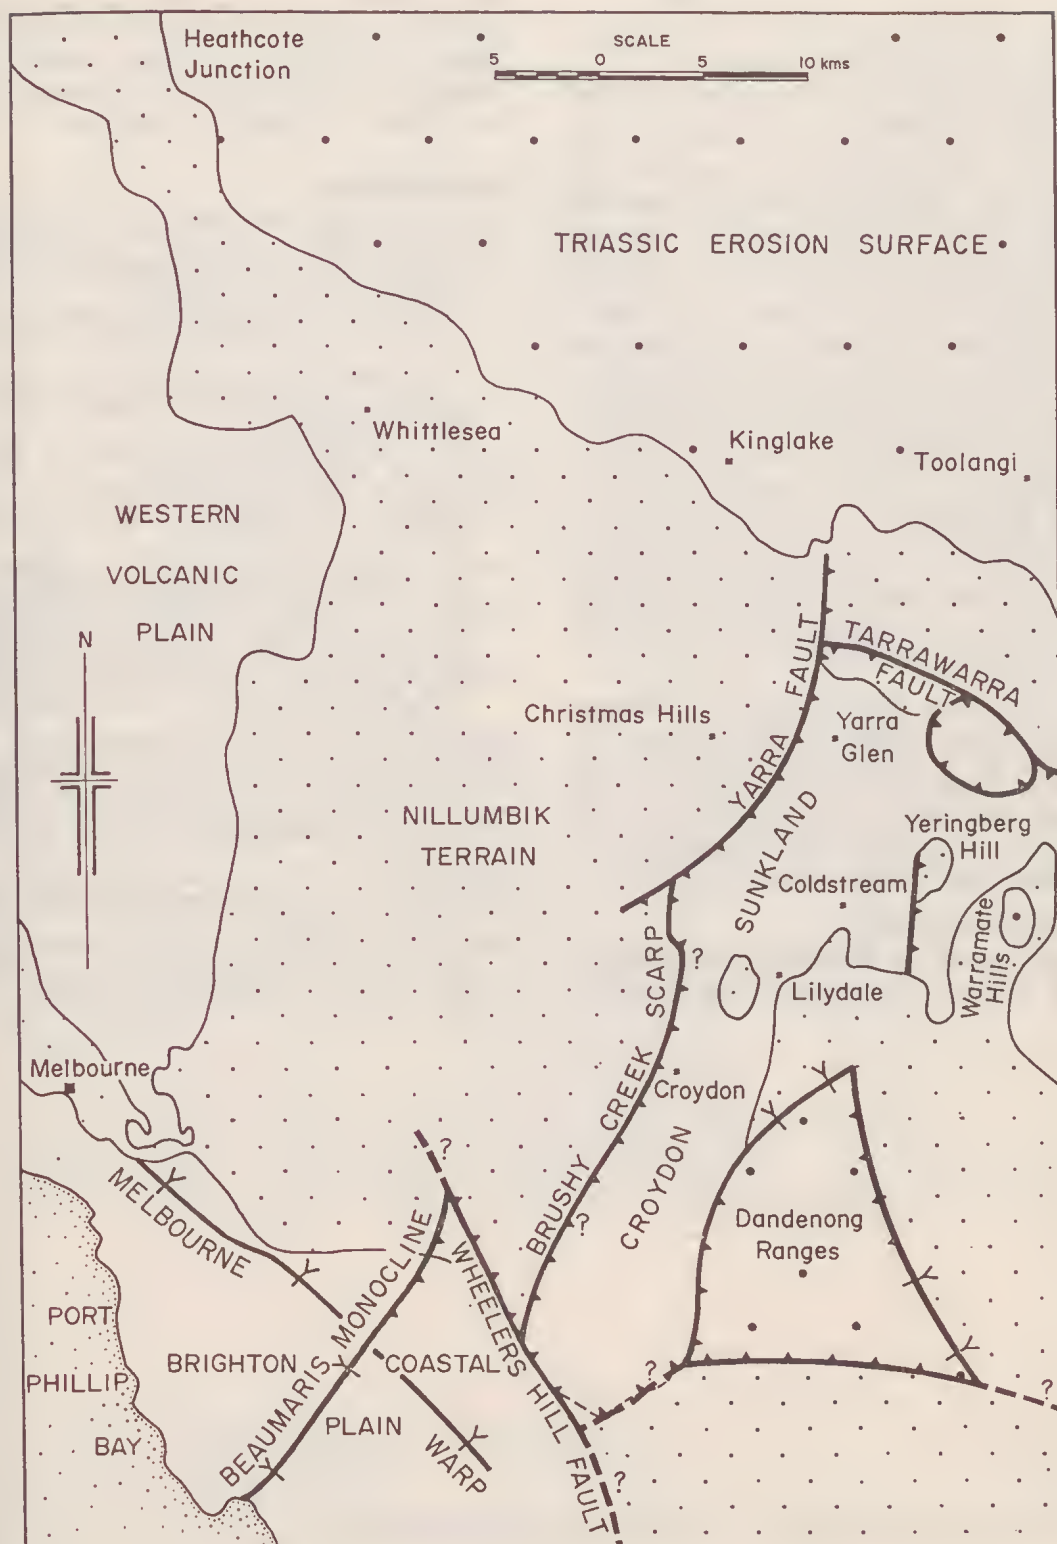 Heathcote
Junction
SCALE
5 0 5 10 kms
TRIASSIC EROSION SURFACE
Whittlesea
Kinglake
Toolangi
WESTERN
VOLCANIC
PLAIN
N
YARRA FAULT
TARRAWARRA
FAULT
Christmas Hills
Yarra
Glen
NILLUMBIK
TERRAIN
Yeringberg
Hill
Coldstream
CROYDON SUNKLAND
Warramate
Hills
?
Lilydale
BRUSHY CREEK SCARP
Melbourne
Croydon
?
MELBOURNE WARP
?
Dandenong
Ranges
BEAUMARIS MONOCLINE
WHEELERS HILL FAULT
PORT
PHILLIP
BAY
BRIGHTON COASTAL
PLAIN
?
?
?